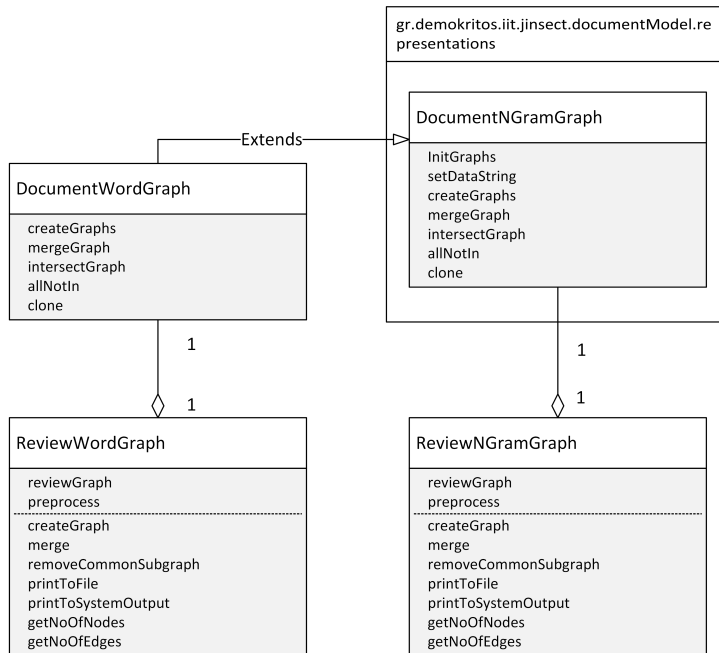 gr.demokritos.iit.jinsect.documentModel.re
presentations
DocumentNGramGraph
InitGraphs
setDataString
createGraphs
mergeGraph
intersectGraph
allNotIn
clone
Extends
DocumentWordGraph
createGraphs
mergeGraph
intersectGraph
allNotIn
clone
1
1
1
1
ReviewWordGraph
reviewGraph
preprocess
createGraph
merge
removeCommonSubgraph
printToFile
printToSystemOutput
getNoOfNodes
getNoOfEdges
ReviewNGramGraph
reviewGraph
preprocess
createGraph
merge
removeCommonSubgraph
printToFile
printToSystemOutput
getNoOfNodes
getNoOfEdges